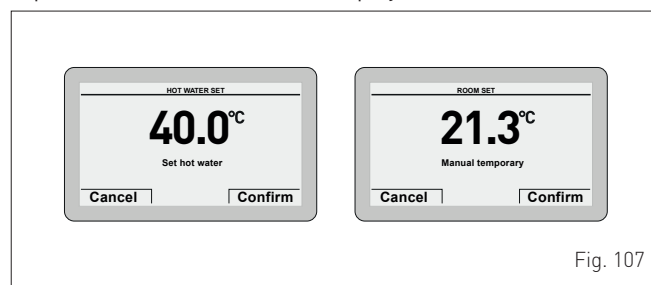 HOT WATER SET
40.0°C
Set hot water
Cancel Confirm
ROOM SET
21.3°C
Manual temporary
Cancel Confirm
Fig. 107